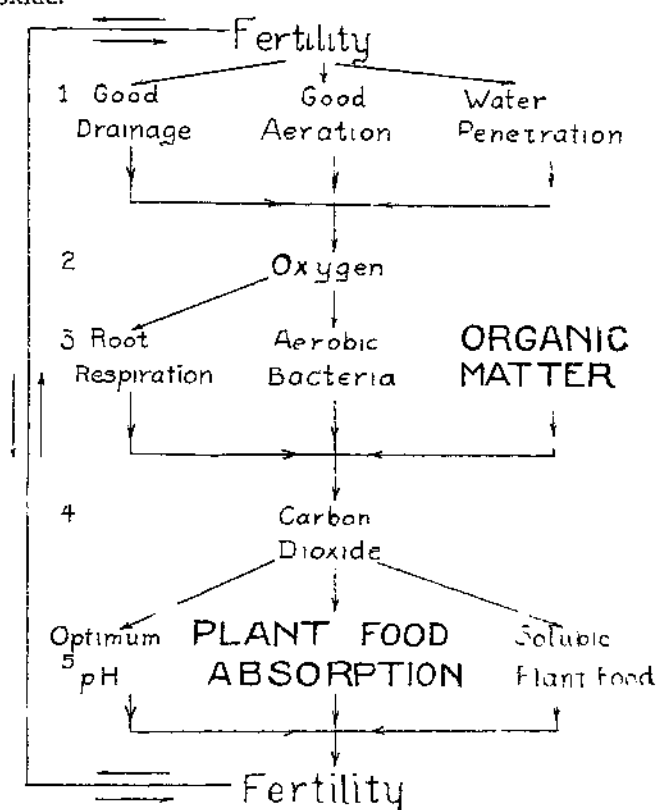 Fertility
1 Good Good Water
Drainage Aeration Penetration
2 Oxygen
3 Root Aerobic ORGANIC
Respiration Bacteria MATTER
4 Carbon
Dioxide
Optimum PLANT FOOD Soluble
5 pH ABSORPTION Plant Food
Fertility